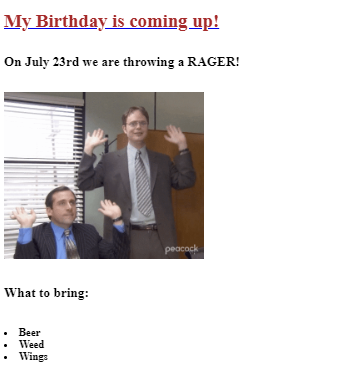 My Birthday is coming up!
On July 23rd we are throwing a RAGER!
peacock
What to bring:
• Beer
• Weed
• Wings